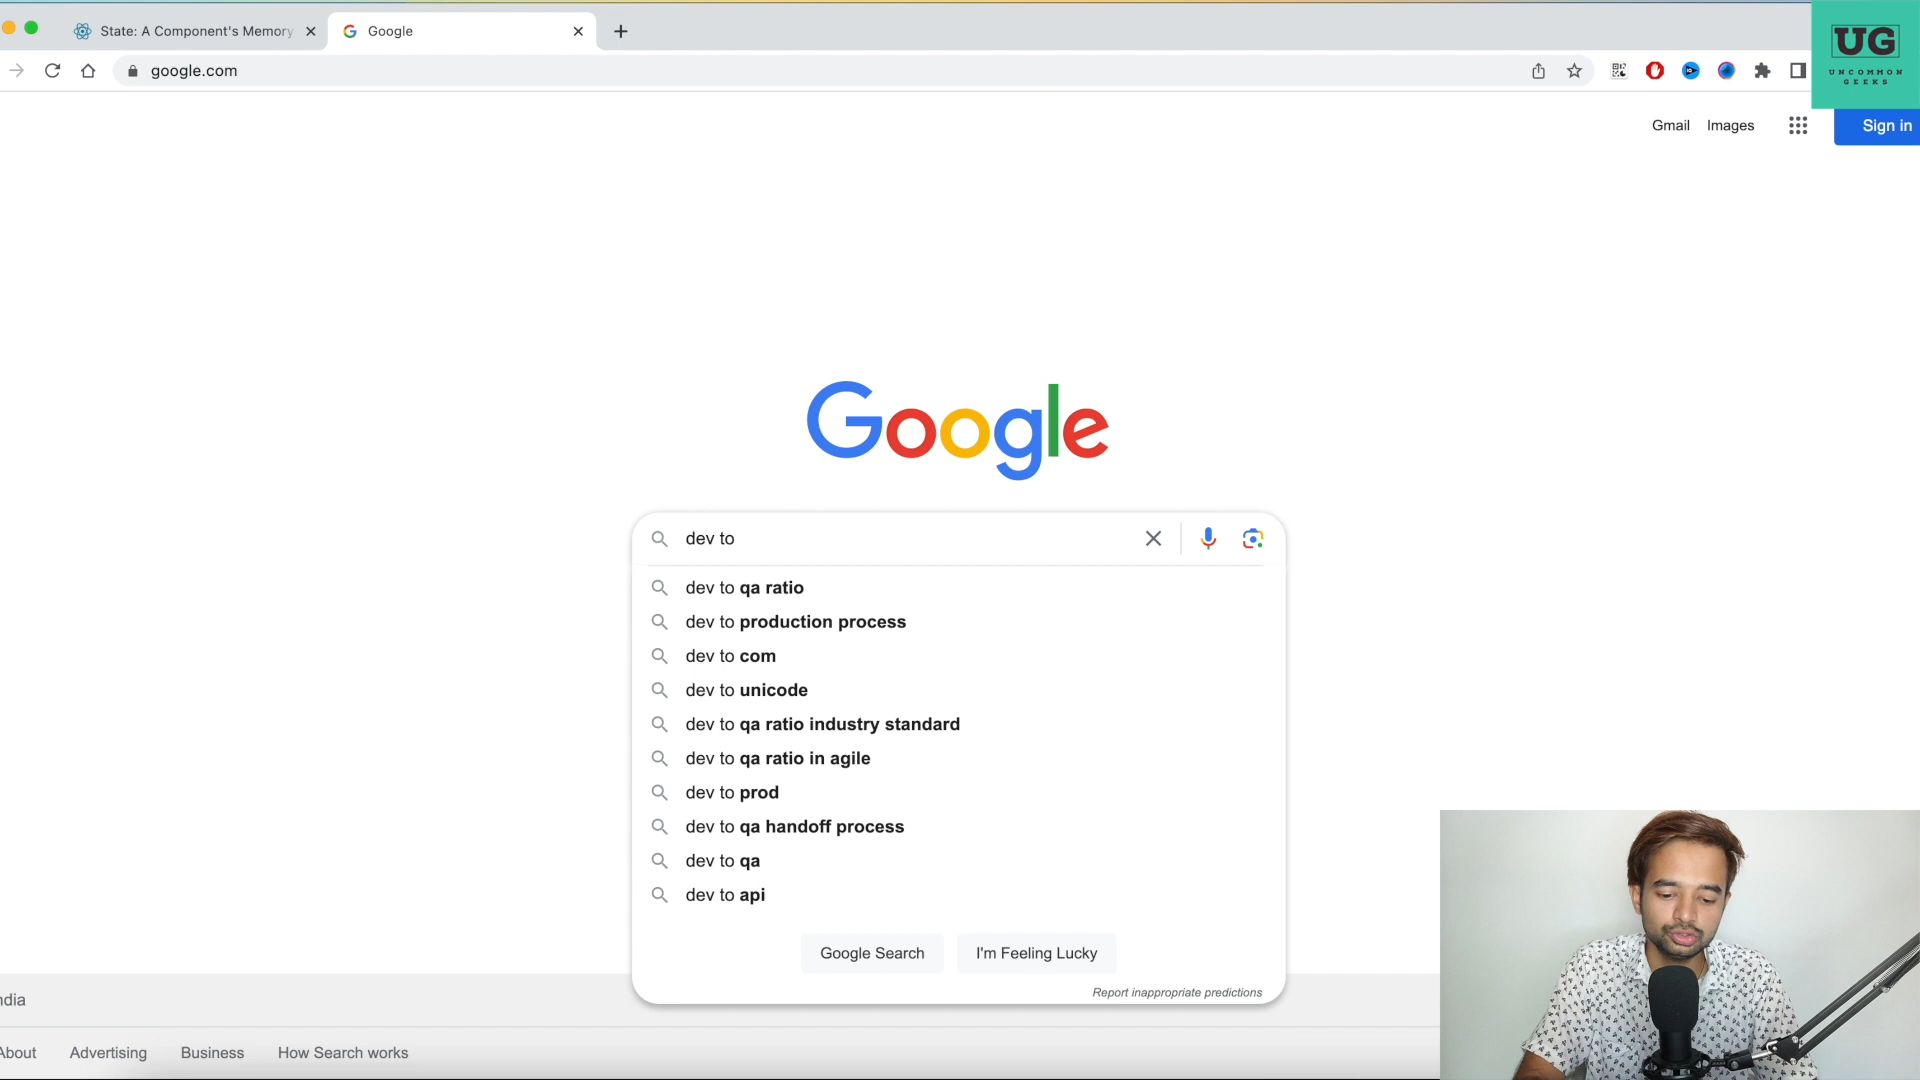 State: A Component's Memory
Google
google.com
UG
UNCOMMON
GEEKS
Gmail
Images
Sign in
Google
dev to
dev to qa ratio
dev to production process
dev to com
dev to unicode
dev to qa ratio industry standard
dev to qa ratio in agile
dev to prod
dev to qa handoff process
dev to qa
dev to api
Google Search
I'm Feeling Lucky
Report inappropriate predictions
ndia
About
Advertising
Business
How Search works